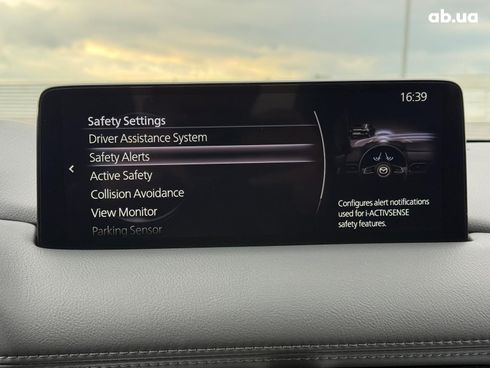 ab.ua
16:39
Safety Settings
Driver Assistance System
Safety Alerts
Active Safety
Collision Avoidance
View Monitor
Parking Sensor
Configures alert notifications
used for i-ACTIVSENSE
safety features.